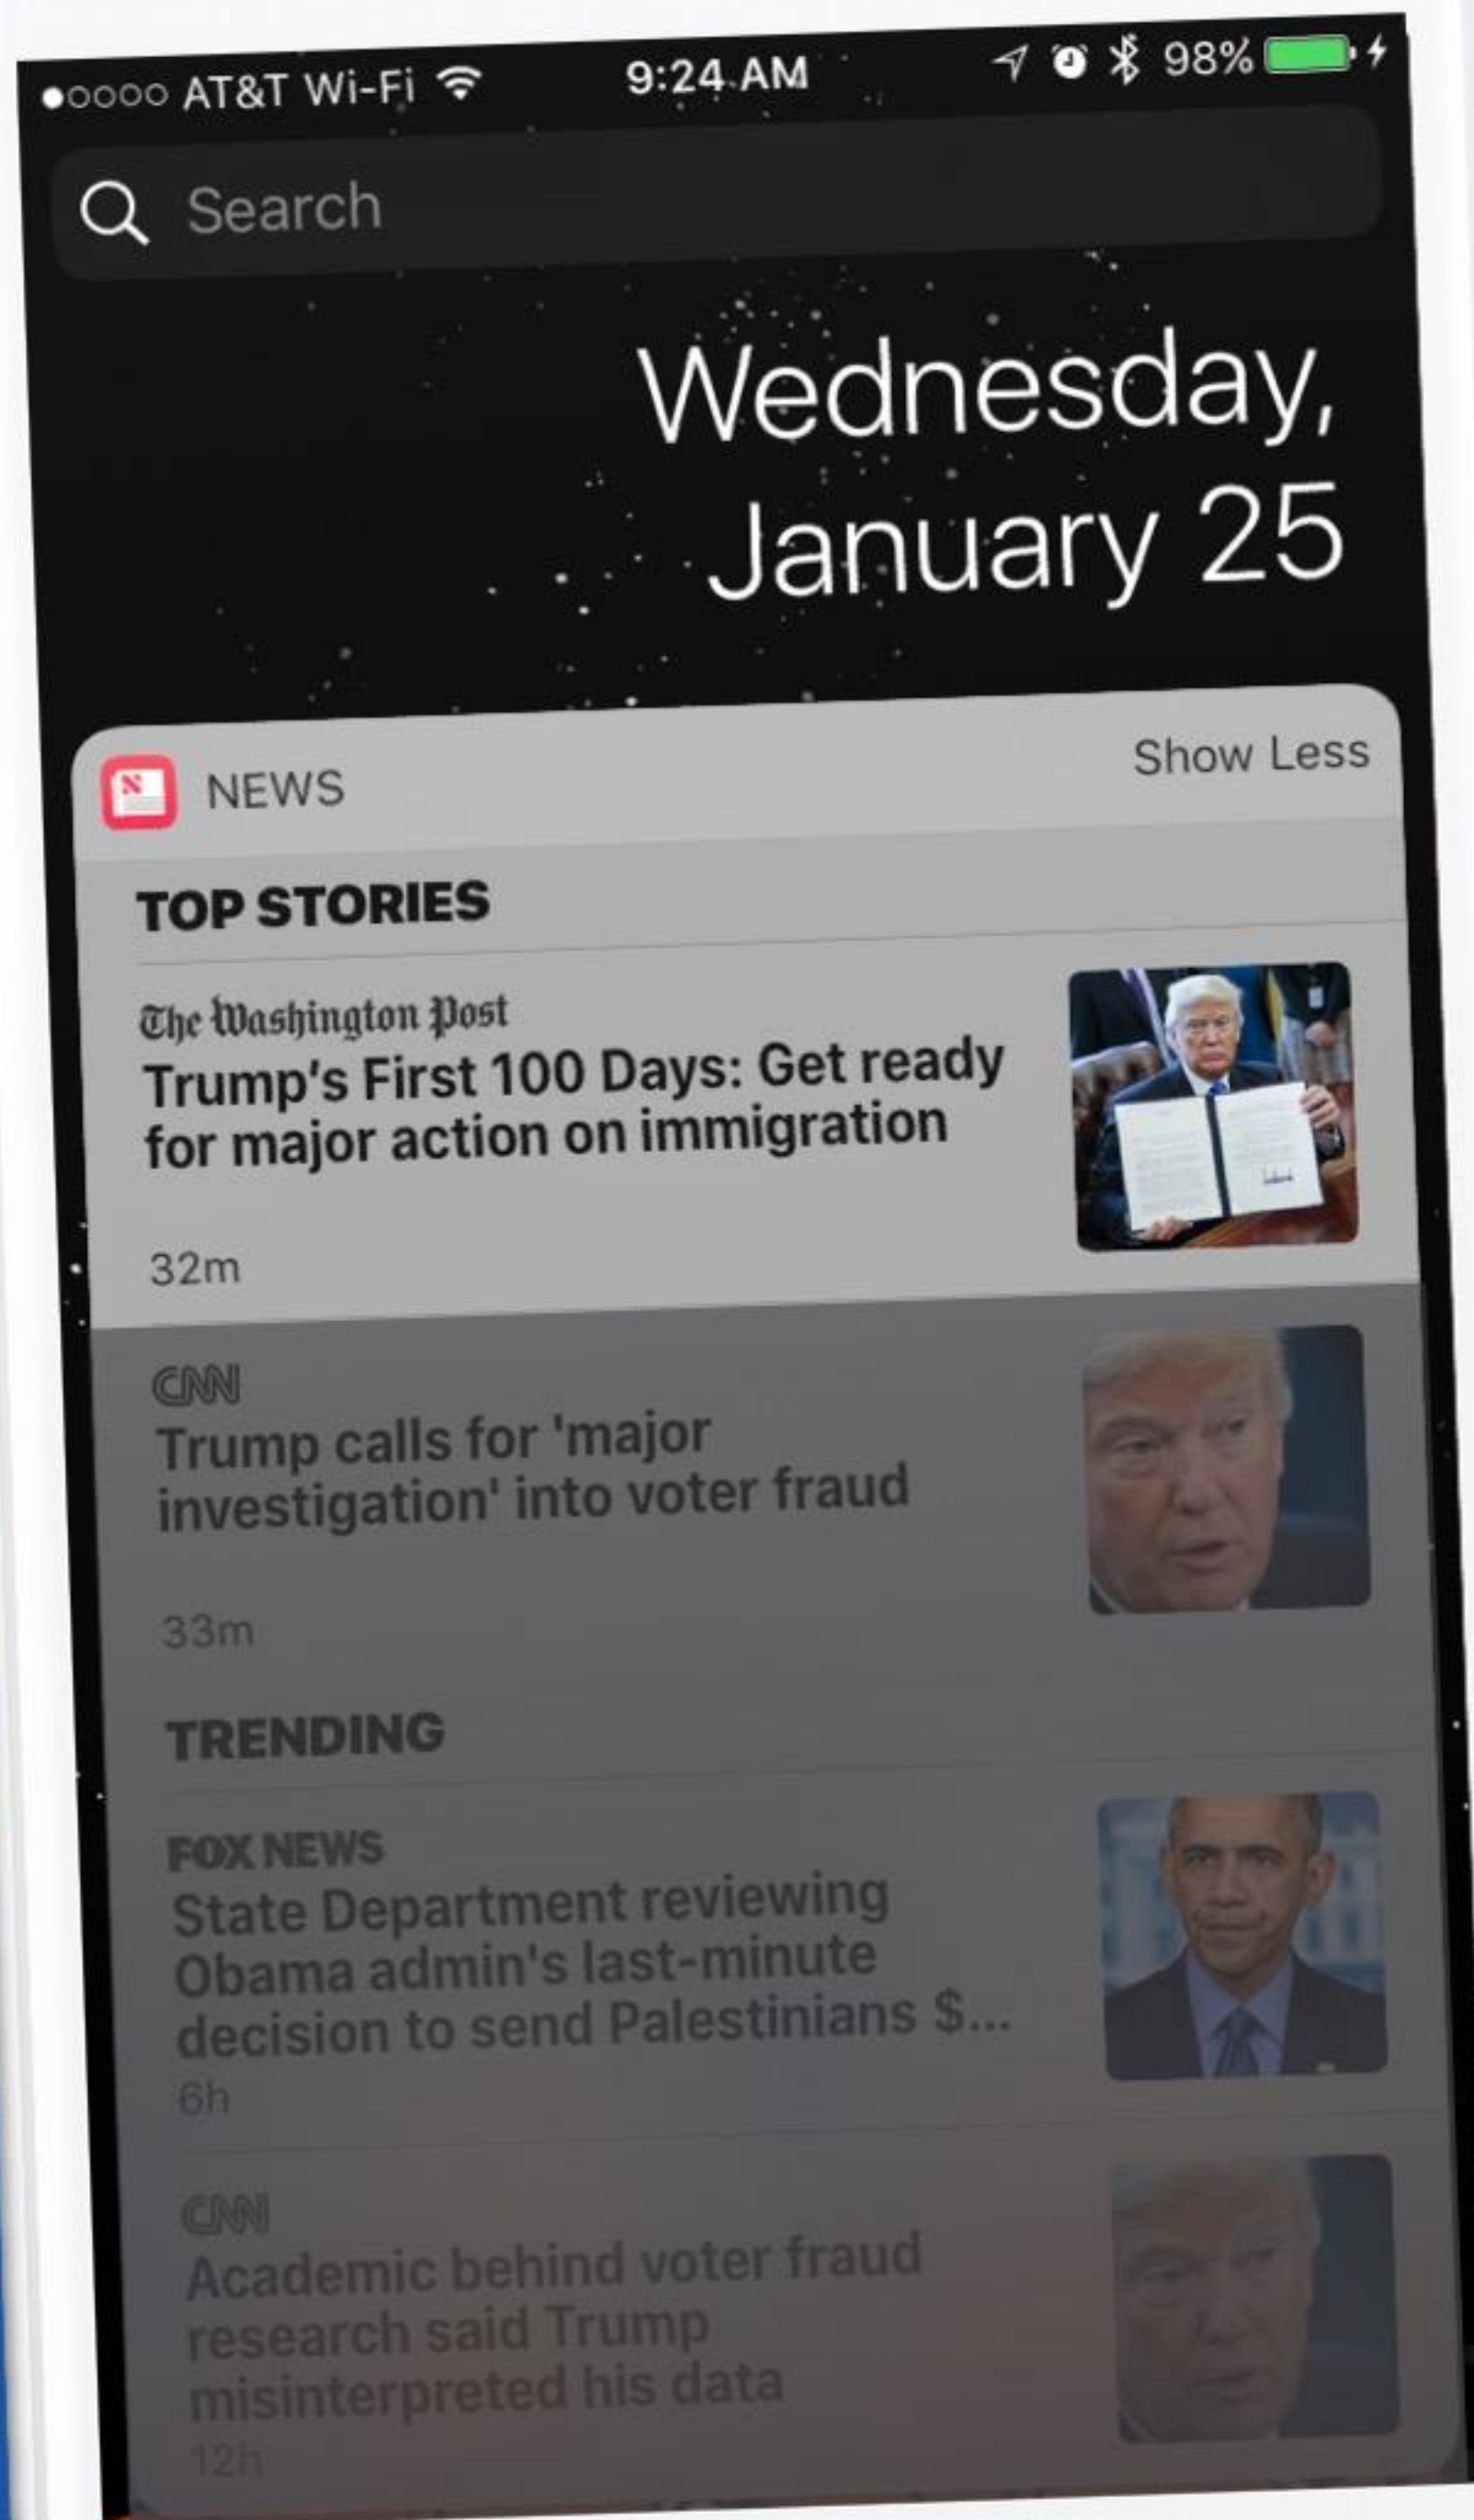 AT&T Wi-Fi 9:24 AM 98%
Search
Wednesday,
January 25
NEWS Show Less
TOP STORIES
The Washington Post
Trump's First 100 Days: Get ready
for major action on immigration
32m
CNN
Trump calls for 'major
investigation' into voter fraud
33m
TRENDING
FOX NEWS
State Department reviewing
Obama admin's last-minute
decision to send Palestinians $...
6h
CNN
Academic behind voter fraud
research said Trump
misinterpreted his data
12h